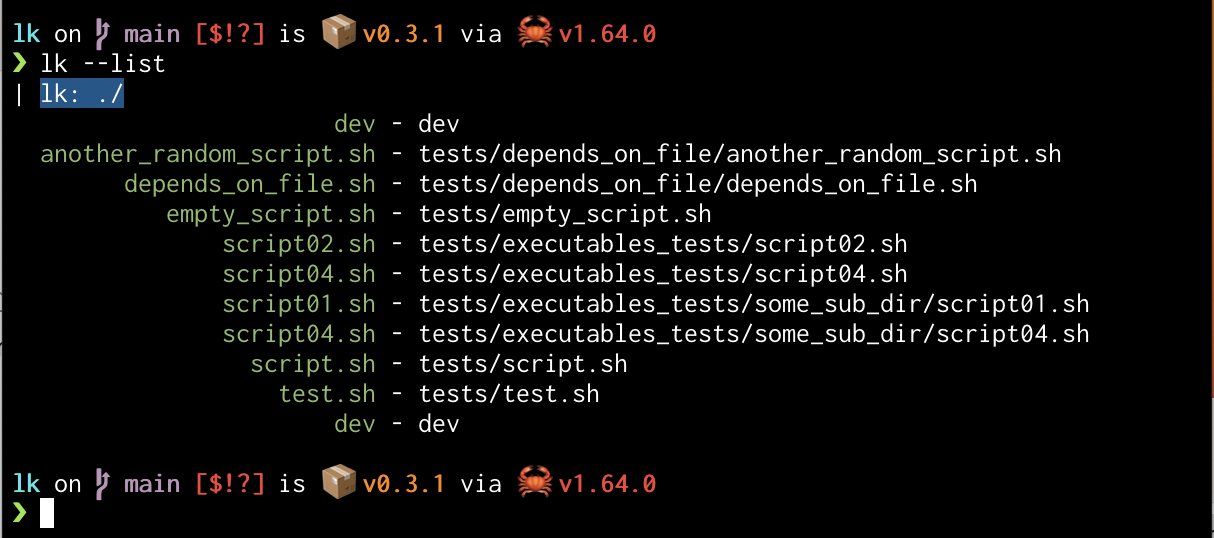 lk on main [$!?] is 📦 v0.3.1 via 🦀 v1.64.0
❯ lk --list
| lk: ./
dev - dev
another_random_script.sh - tests/depends_on_file/another_random_script.sh
depends_on_file.sh - tests/depends_on_file/depends_on_file.sh
empty_script.sh - tests/empty_script.sh
script02.sh - tests/executables_tests/script02.sh
script04.sh - tests/executables_tests/script04.sh
script01.sh - tests/executables_tests/some_sub_dir/script01.sh
script04.sh - tests/executables_tests/some_sub_dir/script04.sh
script.sh - tests/script.sh
test.sh - tests/test.sh
dev - dev
lk on main [$!?] is 📦 v0.3.1 via 🦀 v1.64.0
❯